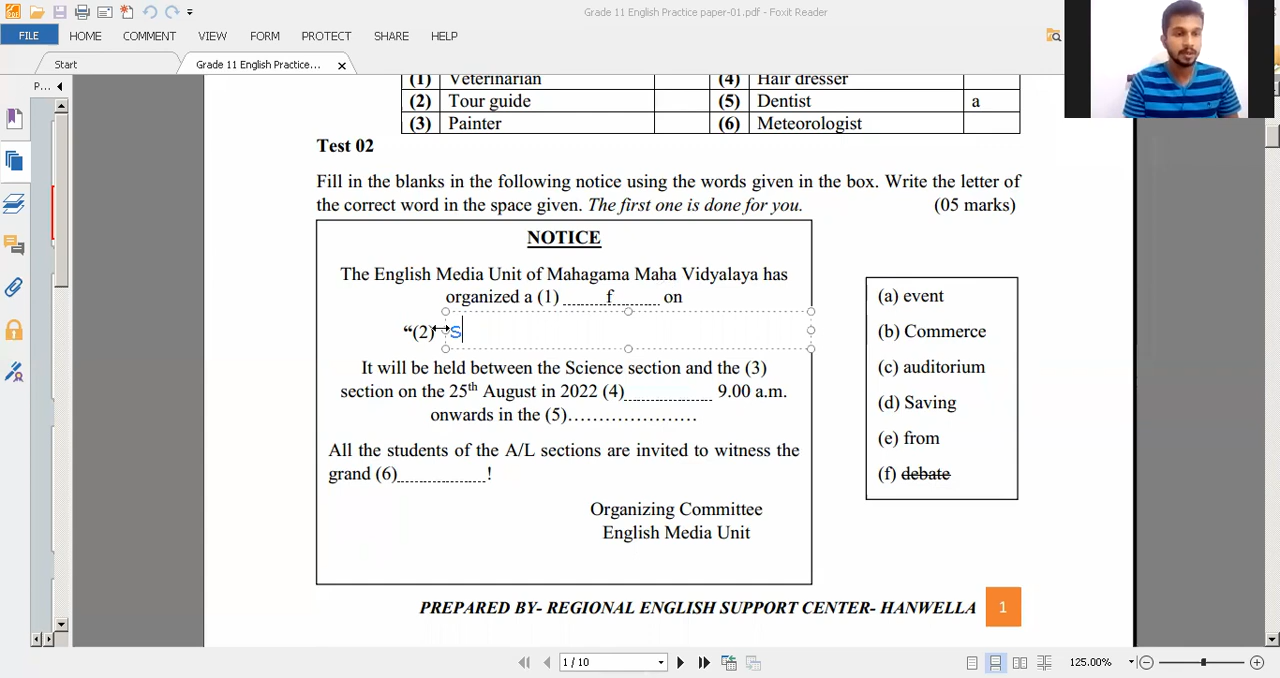 Grade 11 English Practice paper-01.pdf - Foxit Reader
FILE HOME COMMENT VIEW FORM PROTECT SHARE HELP
Start Grade 11 English Practice... x
P...
(1) Veterinarian (4) Hair dresser
(2) Tour guide (5) Dentist a
(3) Painter (6) Meteorologist
Test 02
Fill in the blanks in the following notice using the words given in the box. Write the letter of
the correct word in the space given. The first one is done for you. (05 marks)
NOTICE
The English Media Unit of Mahagama Maha Vidyalaya has
organized a (1) ........f......... on
“(2) S
It will be held between the Science section and the (3)
section on the 25th August in 2022 (4).................. 9.00 a.m.
onwards in the (5)......................
All the students of the A/L sections are invited to witness the
grand (6)..................!
Organizing Committee
English Media Unit
(a) event
(b) Commerce
(c) auditorium
(d) Saving
(e) from
(f) debate
PREPARED BY- REGIONAL ENGLISH SUPPORT CENTER- HANWELLA 1
1 / 10 125.00%